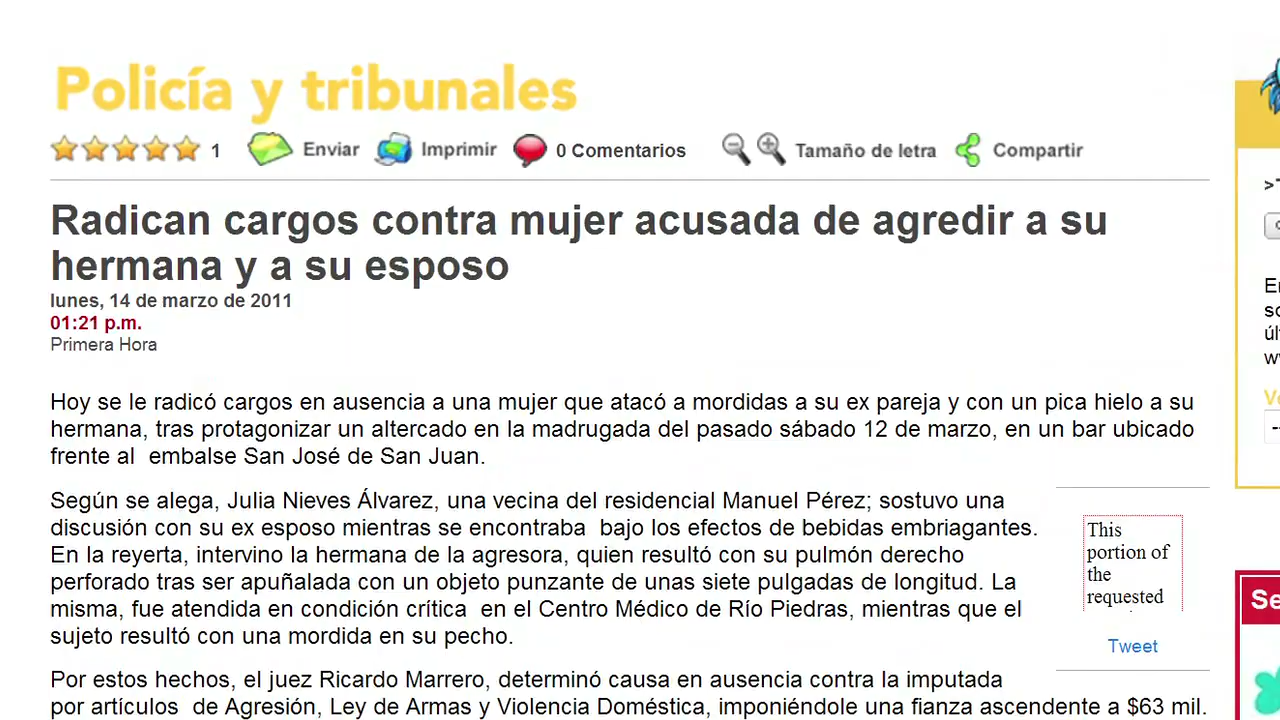 Policía y tribunales
1 Enviar Imprimir 0 Comentarios Tamaño de letra Compartir
Radican cargos contra mujer acusada de agredir a su
hermana y a su esposo
lunes, 14 de marzo de 2011
01:21 p.m.
Primera Hora
Hoy se le radicó cargos en ausencia a una mujer que atacó a mordidas a su ex pareja y con un pica hielo a su
hermana, tras protagonizar un altercado en la madrugada del pasado sábado 12 de marzo, en un bar ubicado
frente al embalse San José de San Juan.
Según se alega, Julia Nieves Álvarez, una vecina del residencial Manuel Pérez; sostuvo una
discusión con su ex esposo mientras se encontraba bajo los efectos de bebidas embriagantes.
En la reyerta, intervino la hermana de la agresora, quien resultó con su pulmón derecho
perforado tras ser apuñalada con un objeto punzante de unas siete pulgadas de longitud. La
misma, fue atendida en condición crítica en el Centro Médico de Río Piedras, mientras que el
sujeto resultó con una mordida en su pecho.
Por estos hechos, el juez Ricardo Marrero, determinó causa en ausencia contra la imputada
por artículos de Agresión, Ley de Armas y Violencia Doméstica, imponiéndole una fianza ascendente a $63 mil.
This
portion of
the
requested
Tweet
Se